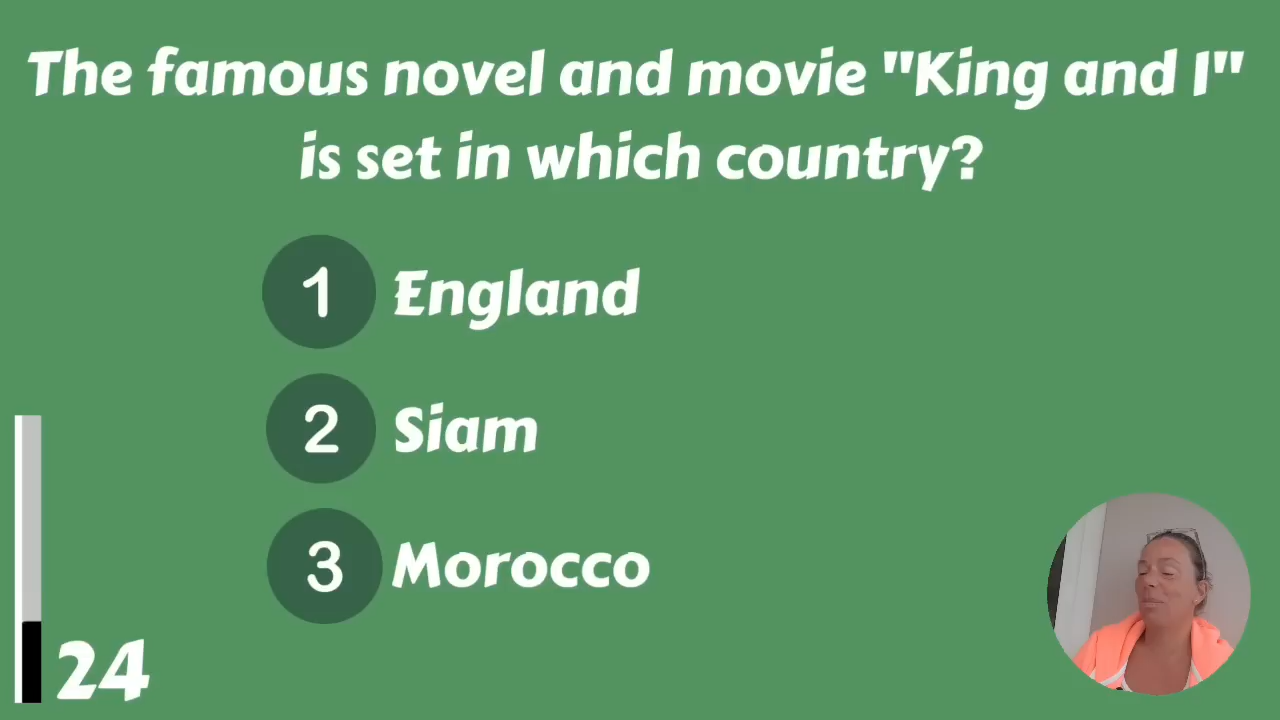 The famous novel and movie "King and I"
is set in which country?
1 England
2 Siam
3 Morocco
24